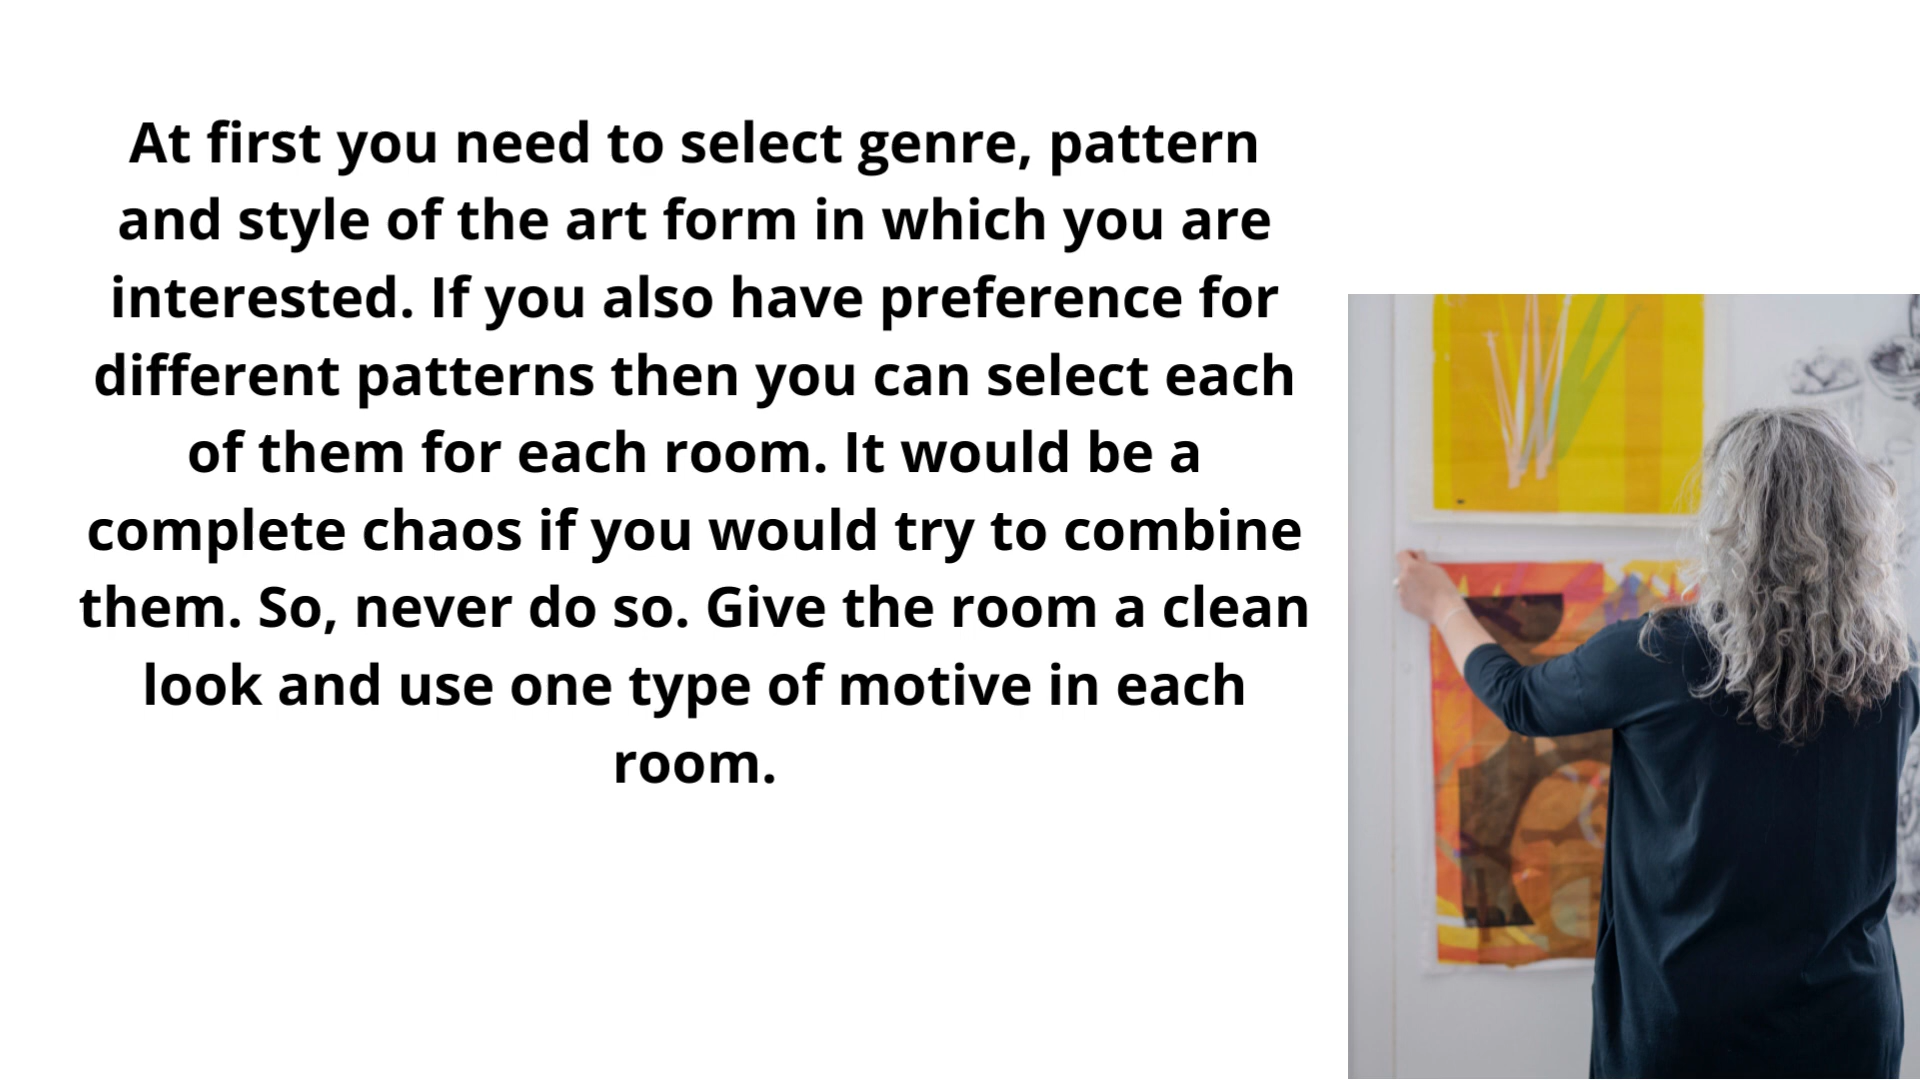 At first you need to select genre, pattern
and style of the art form in which you are
interested. If you also have preference for
different patterns then you can select each
of them for each room. It would be a
complete chaos if you would try to combine
them. So, never do so. Give the room a clean
look and use one type of motive in each
room.